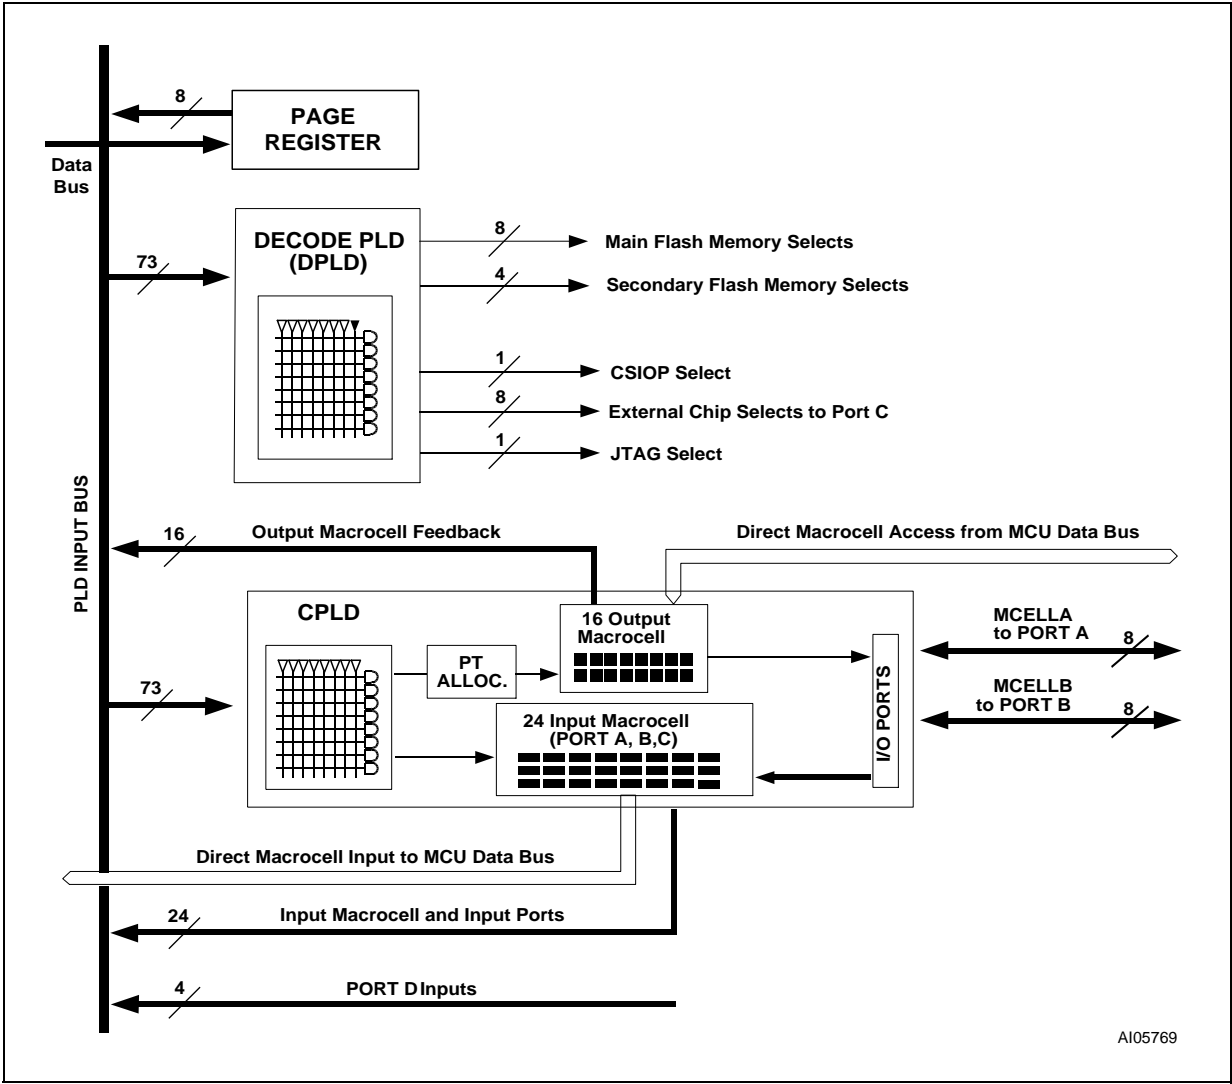 8
PAGE
REGISTER
Data
Bus
DECODE PLD
(DPLD)
73
8
Main Flash Memory Selects
4
Secondary Flash Memory Selects
1
CSIOP Select
8
External Chip Selects to Port C
1
JTAG Select
PLD INPUT BUS
16
Output Macrocell Feedback
Direct Macrocell Access from MCU Data Bus
CPLD
16 Output
Macrocell
PT
ALLOC.
73
24 Input Macrocell
(PORT A, B,C)
I/O PORTS
MCELLA
to PORT A
8
MCELLB
to PORT B
8
Direct Macrocell Input to MCU Data Bus
24
Input Macrocell and Input Ports
4
PORT D Inputs
AI05769